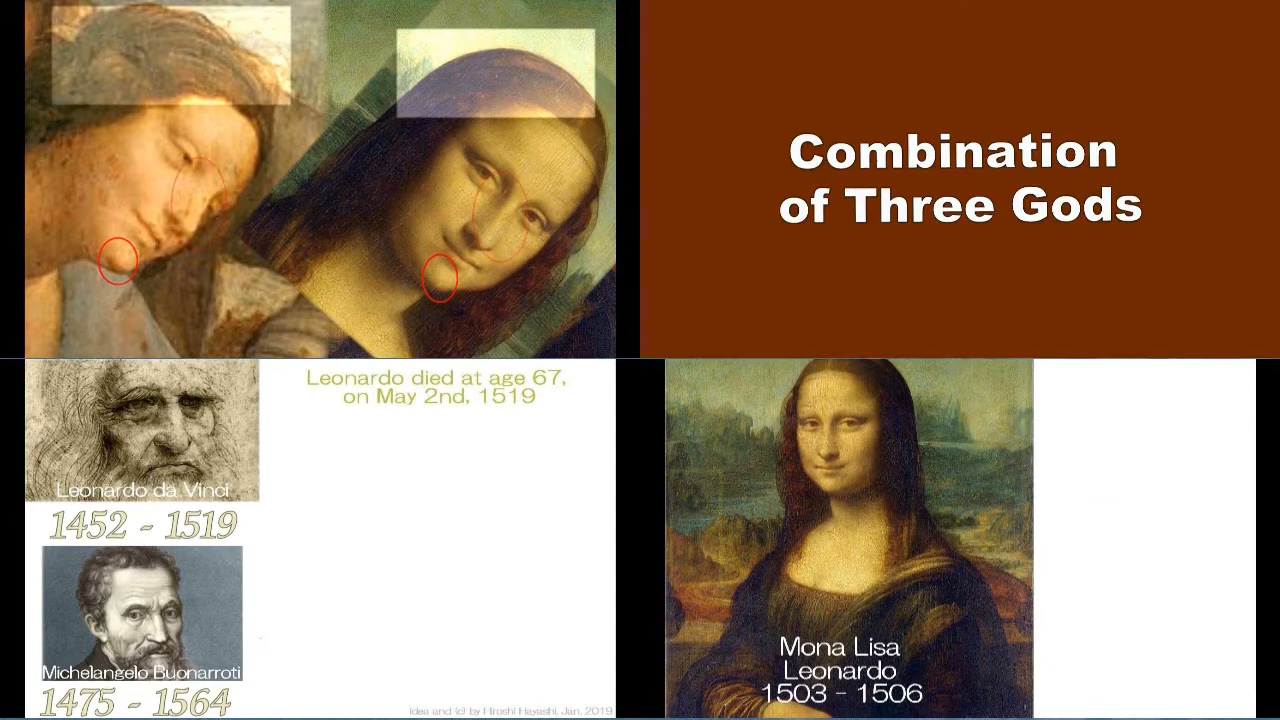 Combination
of Three Gods
Leonardo died at age 67,
on May 2nd, 1519
Leonardo da Vinci
1452 - 1519
Michelangelo Buonarroti
1475 - 1564
idea and (c) by Hiroshi Hayashi, Jan. 2019
Mona Lisa
Leonardo
1503 - 1506